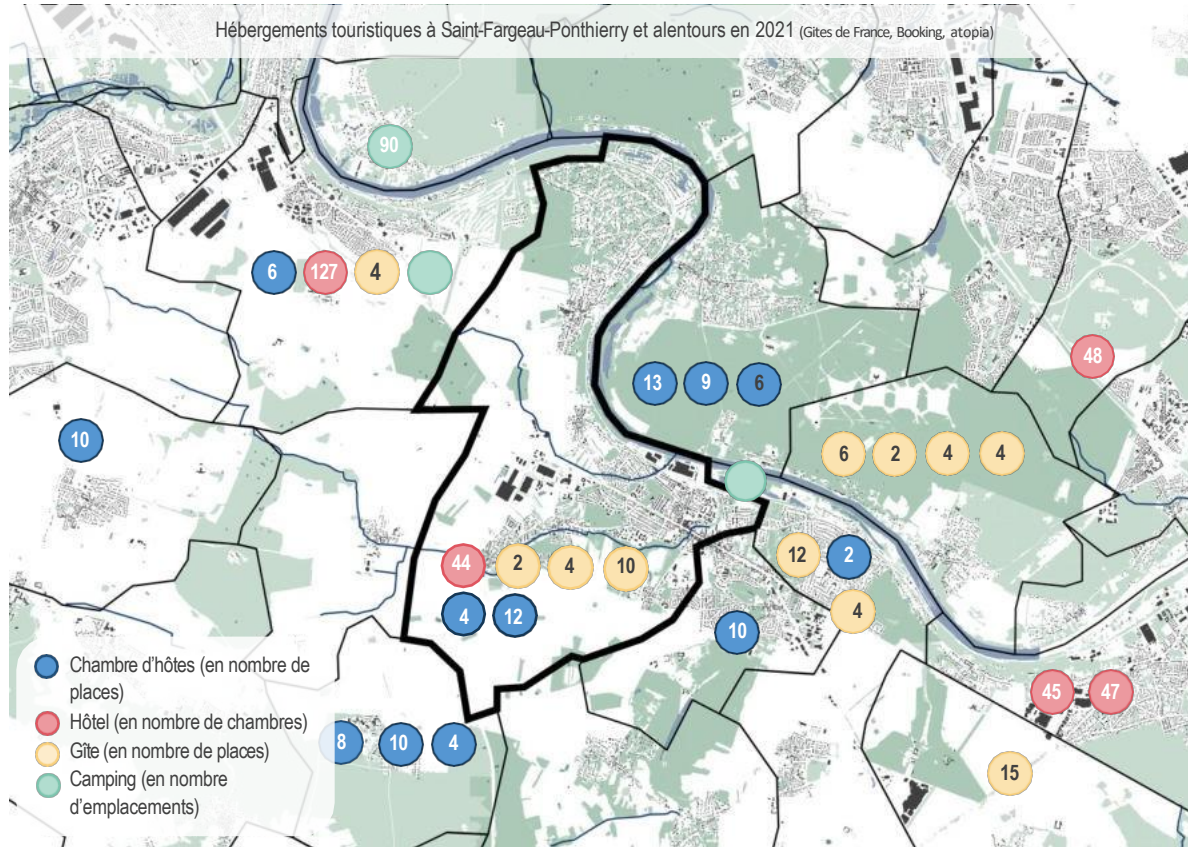 Hébergements touristiques à Saint-Fargeau-Ponthierry et alentours en 2021 (Gites de France, Booking, atopia)
90
6 127 4
48
13 9 6
10
6 2 4 4
12 2
44 2 4 10
4 12
4
10
45 47
8 10 4
15
Chambre d'hôtes (en nombre de
places)
Hôtel (en nombre de chambres)
Gîte (en nombre de places)
Camping (en nombre
d'emplacements)